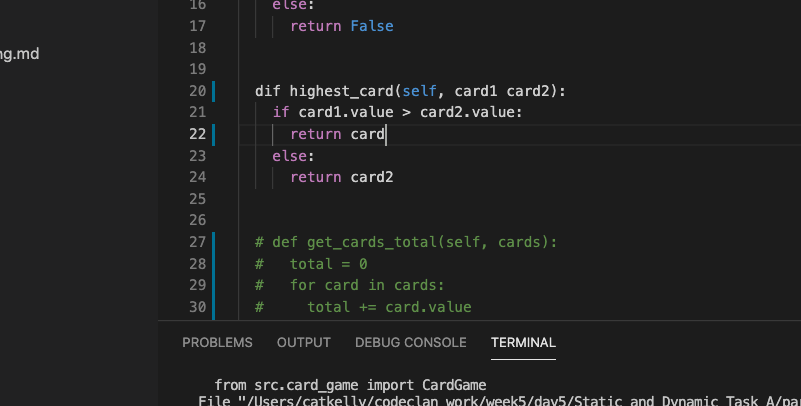 16 else:
ng.md
17 return False
18
19
20 dif highest_card(self, card1 card2):
21 if card1.value > card2.value:
22 return card
23 else:
24 return card2
25
26
27 # def get_cards_total(self, cards):
28 # total = 0
29 # for card in cards:
30 # total += card.value
PROBLEMS OUTPUT DEBUG CONSOLE TERMINAL
from src.card_game import CardGame
File "/Users/catkelly/codeclan_work/week5/day5/Static_and_Dynamic_Task_A/pa